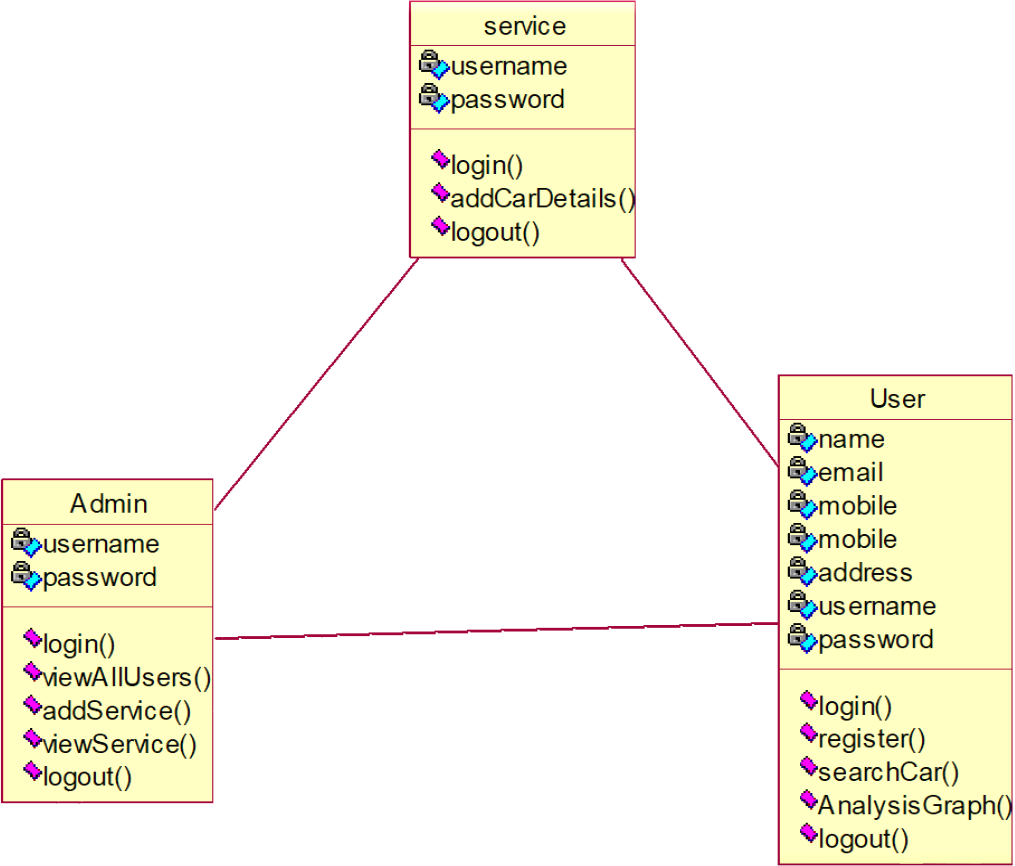 service
username
password
login()
addCarDetails()
logout()
Admin
username
password
login()
viewAllUsers()
addService()
viewService()
logout()
User
name
email
mobile
mobile
address
username
password
login()
register()
searchCar()
AnalysisGraph()
logout()